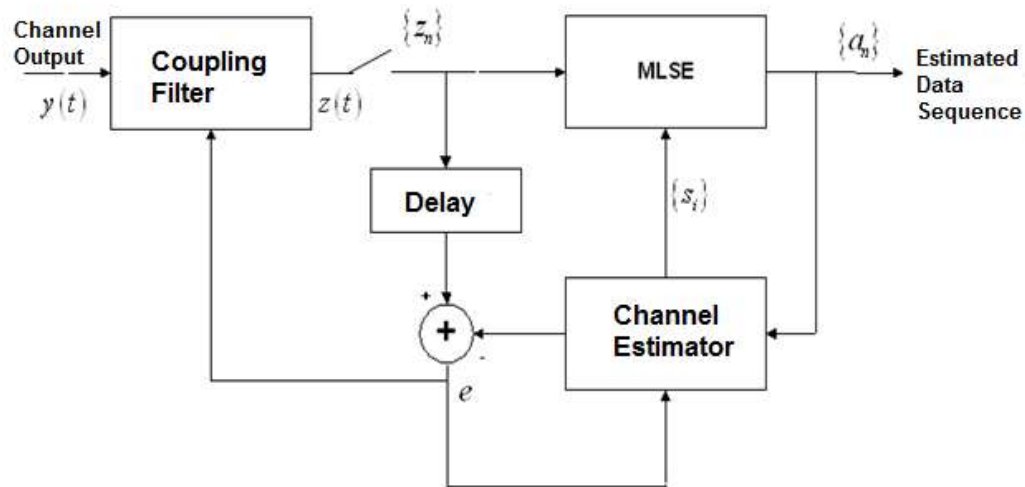 Channel
Output
y(t)
Coupling
Filter
z(t)
{z_n}
MLSE
{a_n}
Estimated
Data
Sequence
Delay
{s_i}
+
+
-
Channel
Estimator
e